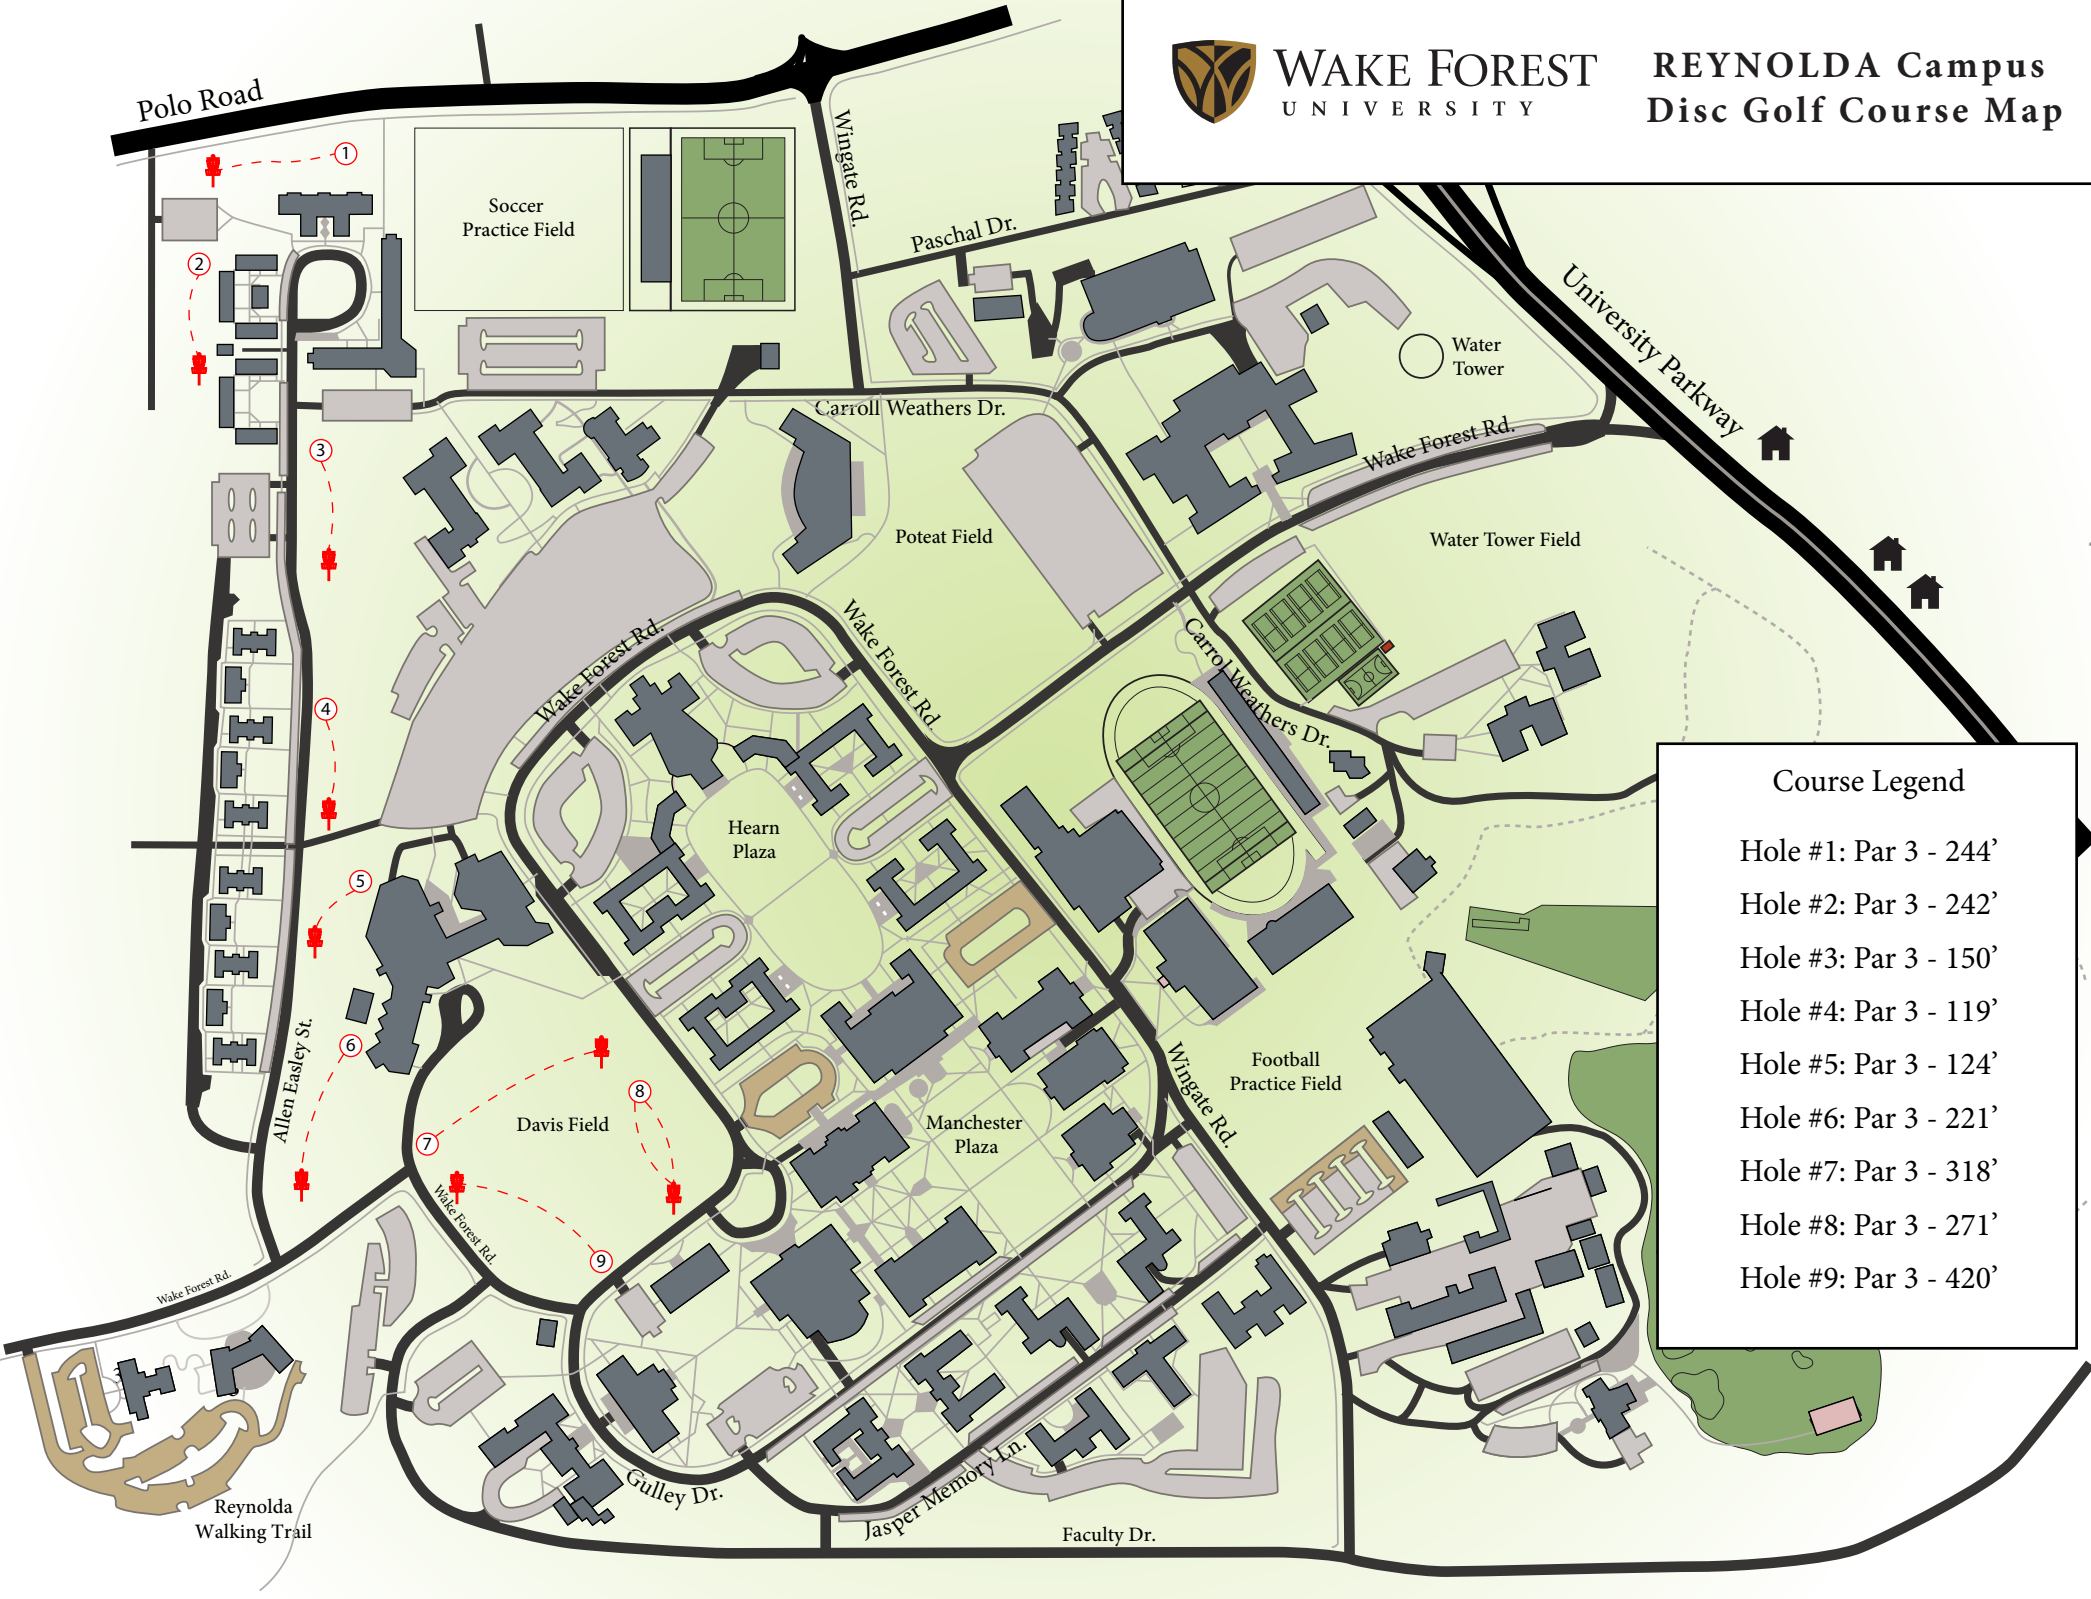 WAKE FOREST
UNIVERSITY
REYNOLDA Campus
Disc Golf Course Map
Polo Road
1
Wingate Rd.
Soccer
Practice Field
Paschal Dr.
2
University Parkway
Water
Tower
Carroll Weathers Dr.
Wake Forest Rd.
3
Poteat Field
Water Tower Field
Wake Forest Rd.
Wake Forest Rd.
Carrol Weathers Dr.
4
Hearn
Plaza
5
6
Allen Easley St.
7
Davis Field
8
Manchester
Plaza
Wingate Rd.
Football
Practice Field
Wake Forest Rd.
9
Wake Forest Rd.
Reynolda
Walking Trail
Gulley Dr.
Jasper Memory Ln.
Faculty Dr.
Course Legend
Hole #1: Par 3 - 244’
Hole #2: Par 3 - 242’
Hole #3: Par 3 - 150’
Hole #4: Par 3 - 119’
Hole #5: Par 3 - 124’
Hole #6: Par 3 - 221’
Hole #7: Par 3 - 318’
Hole #8: Par 3 - 271’
Hole #9: Par 3 - 420’